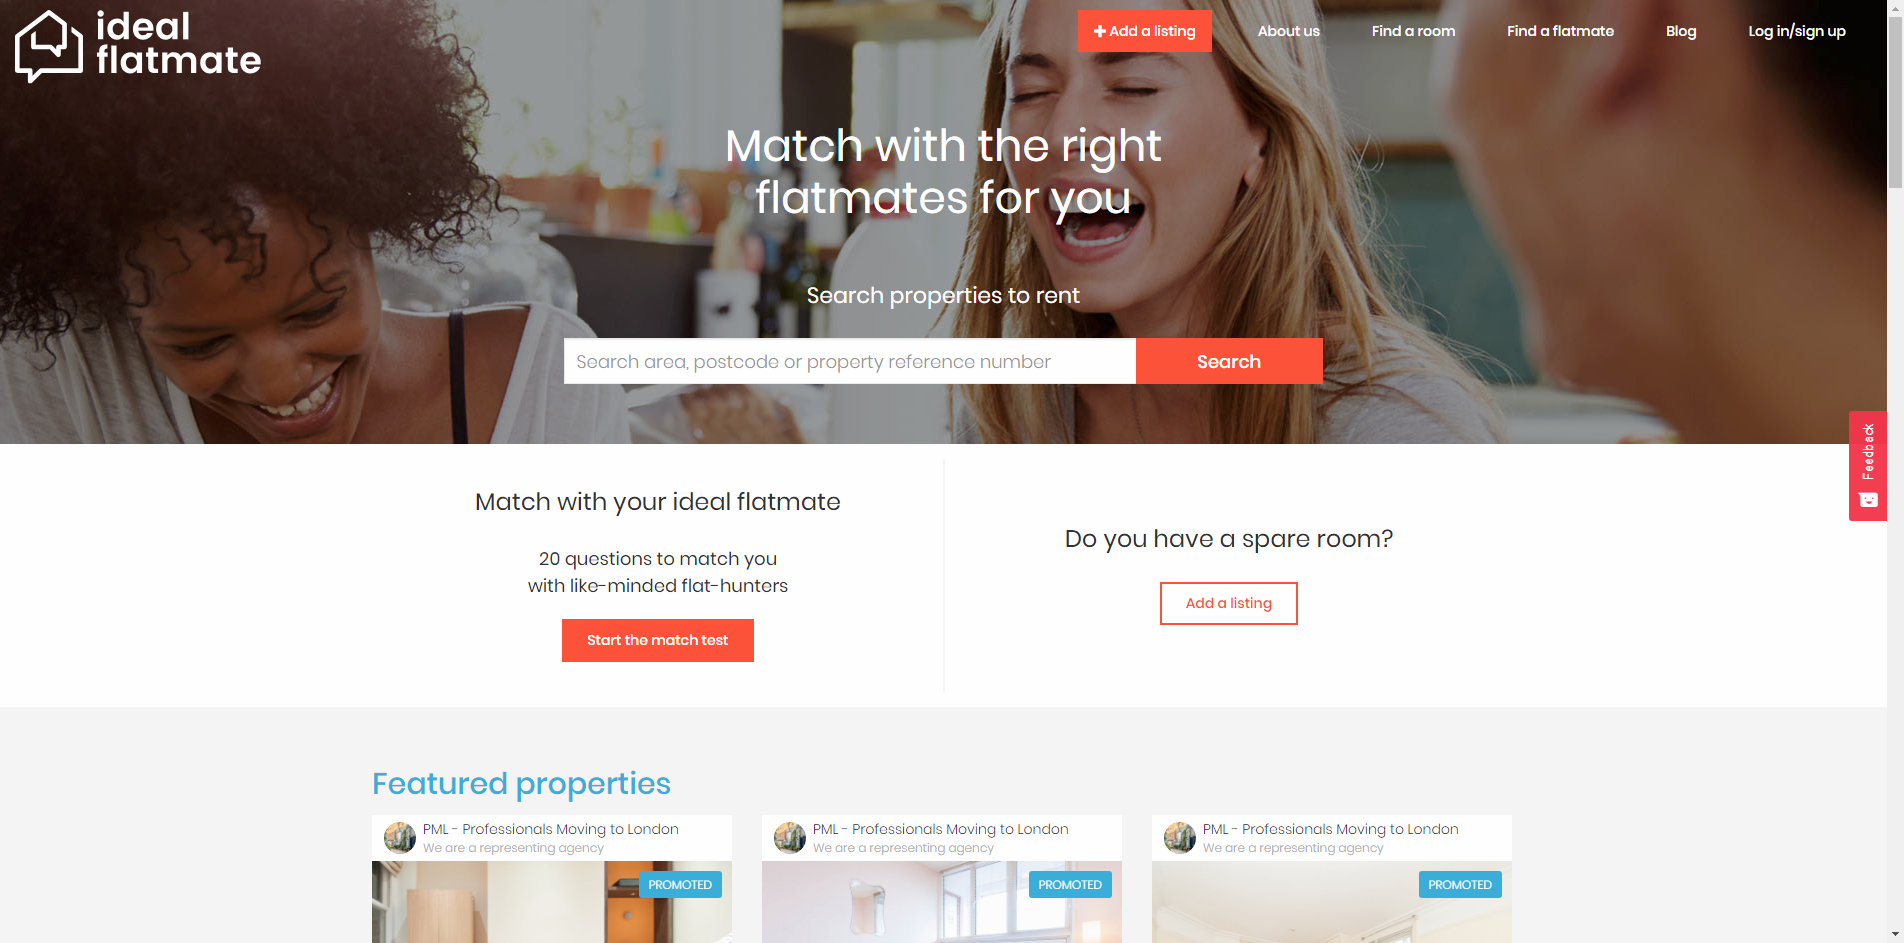 ideal
flatmate
Add a listing
About us
Find a room
Find a flatmate
Blog
Log in/sign up
Match with the right
flatmates for you
Search properties to rent
Search area, postcode or property reference number
Search
Feedback
Match with your ideal flatmate
20 questions to match you
with like-minded flat-hunters
Start the match test
Do you have a spare room?
Add a listing
Featured properties
PML - Professionals Moving to London
We are a representing agency
PROMOTED
PML - Professionals Moving to London
We are a representing agency
PROMOTED
PML - Professionals Moving to London
We are a representing agency
PROMOTED